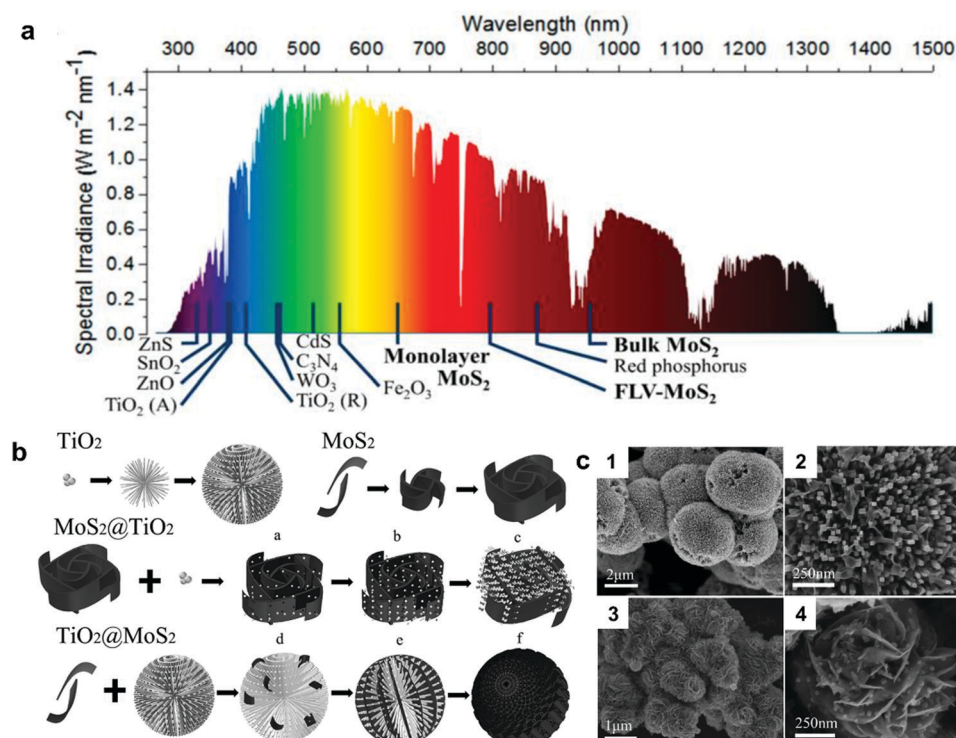 a
Wavelength (nm)
300 400 500 600 700 800 900 1000 1100 1200 1300 1400 1500
Spectral Irradiance (W m⁻² nm⁻¹)
1.4
1.2
1.0
0.8
0.6
0.4
0.2
0.0
ZnS
SnO₂
ZnO
TiO₂ (A)
CdS
C₃N₄
WO₃
TiO₂ (R)
Fe₂O₃
Monolayer
MoS₂
Bulk MoS₂
Red phosphorus
FLV-MoS₂
b
TiO₂
MoS₂
MoS₂@TiO₂
a b c
+
TiO₂@MoS₂
d e f
+
c
1
2μm
2
250nm
3
1μm
4
250nm